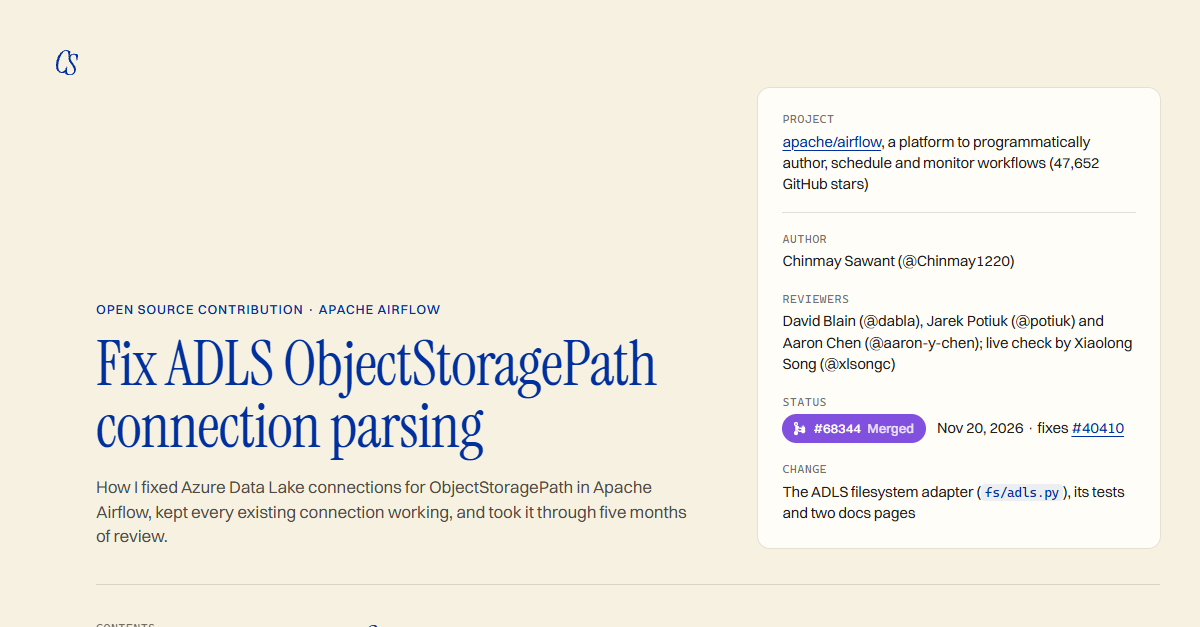 CS
PROJECT
apache/airflow, a platform to programmatically
author, schedule and monitor workflows (47,652
GitHub stars)
AUTHOR
Chinmay Sawant (@Chinmay1220)
REVIEWERS
David Blain (@dabla), Jarek Potiuk (@potiuk) and
Aaron Chen (@aaron-y-chen); live check by Xiaolong
Song (@xlsongc)
STATUS
#68344 Merged Nov 20, 2026 · fixes #40410
CHANGE
The ADLS filesystem adapter ( fs/adls.py ), its tests
and two docs pages
OPEN SOURCE CONTRIBUTION · APACHE AIRFLOW
Fix ADLS ObjectStoragePath
connection parsing
How I fixed Azure Data Lake connections for ObjectStoragePath in Apache
Airflow, kept every existing connection working, and took it through five months
of review.
CONTENTS